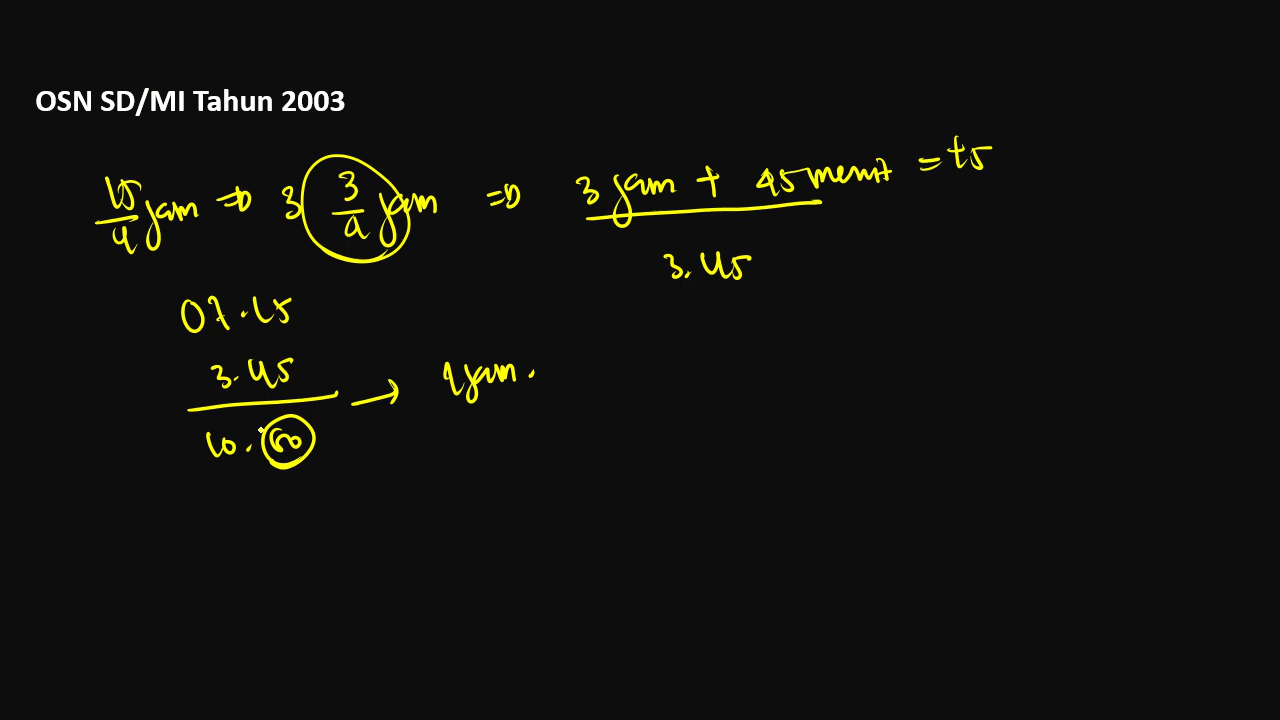 OSN SD/MI Tahun 2003
15/4 jam ⇒ 3 3/4 jam ⇒ 3 jam + 45 menit = ts
3.45
07.15
3.45
10.60 → 1 jam.